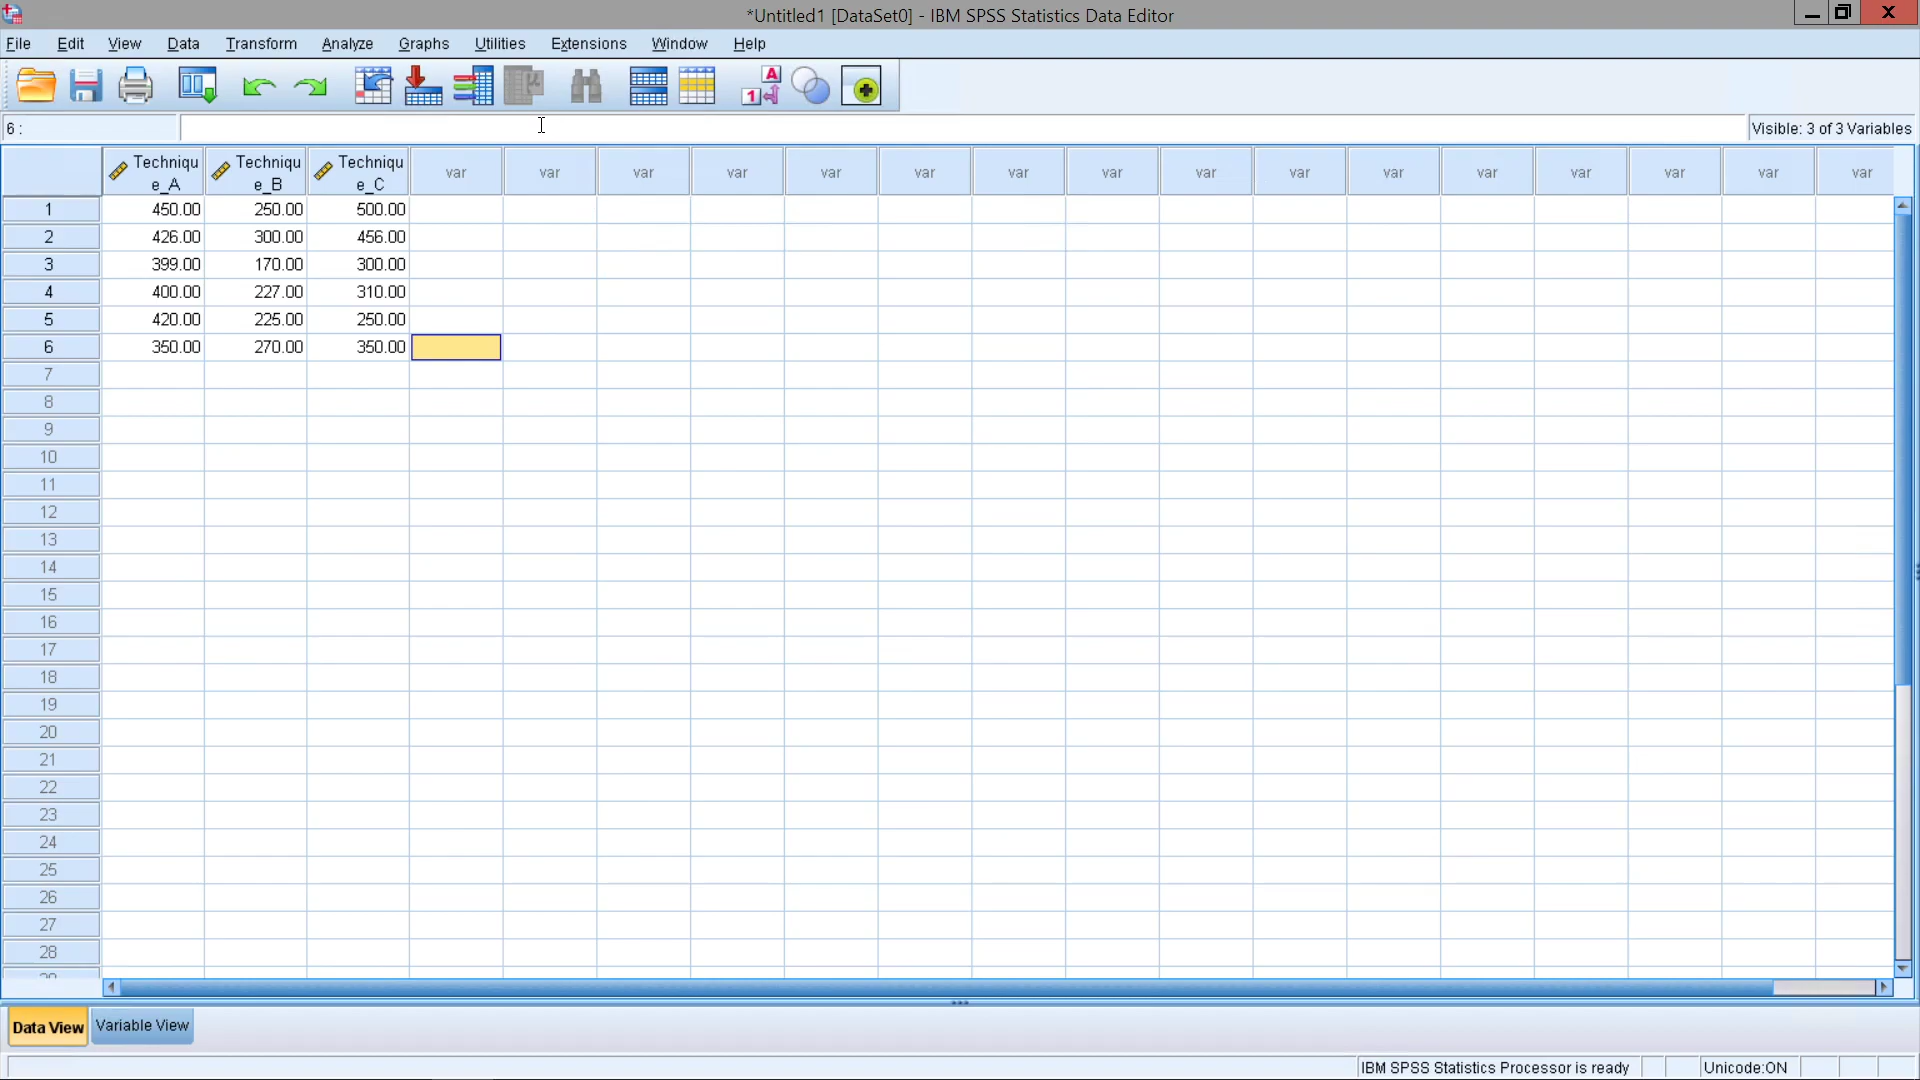 *Untitled1 [DataSet0] - IBM SPSS Statistics Data Editor
File Edit View Data Transform Analyze Graphs Utilities Extensions Window Help
6 :
Visible: 3 of 3 Variables
Techniqu Techniqu Techniqu
e_A e_B e_C var var var var var var var var var var var var var var var var
1 450.00 250.00 500.00
2 426.00 300.00 456.00
3 399.00 170.00 300.00
4 400.00 227.00 310.00
5 420.00 225.00 250.00
6 350.00 270.00 350.00
7
8
9
10
11
12
13
14
15
16
17
18
19
20
21
22
23
24
25
26
27
28
Data View Variable View
IBM SPSS Statistics Processor is ready Unicode:ON